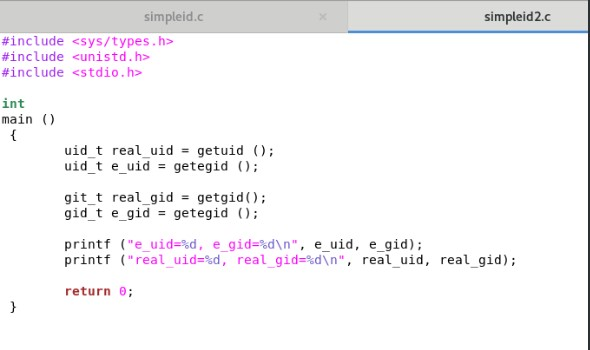 simpleid.c × simpleid2.c
#include <sys/types.h>
#include <unistd.h>
#include <stdio.h>
int
main ()
{
uid_t real_uid = getuid ();
uid_t e_uid = getegid ();
git_t real_gid = getgid();
gid_t e_gid = getegid ();
printf ("e_uid=%d, e_gid=%d\n", e_uid, e_gid);
printf ("real_uid=%d, real_gid=%d\n", real_uid, real_gid);
return 0;
}